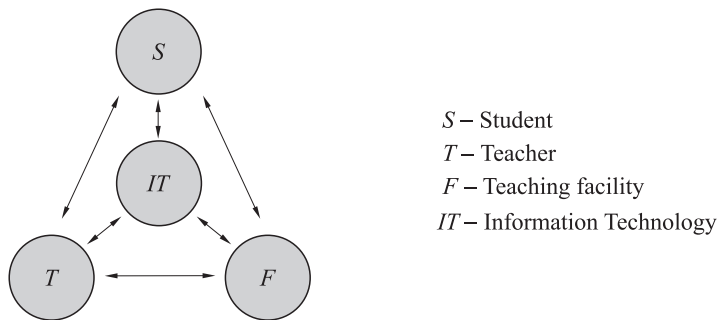 S
IT
T
F
S – Student
T – Teacher
F – Teaching facility
IT – Information Technology